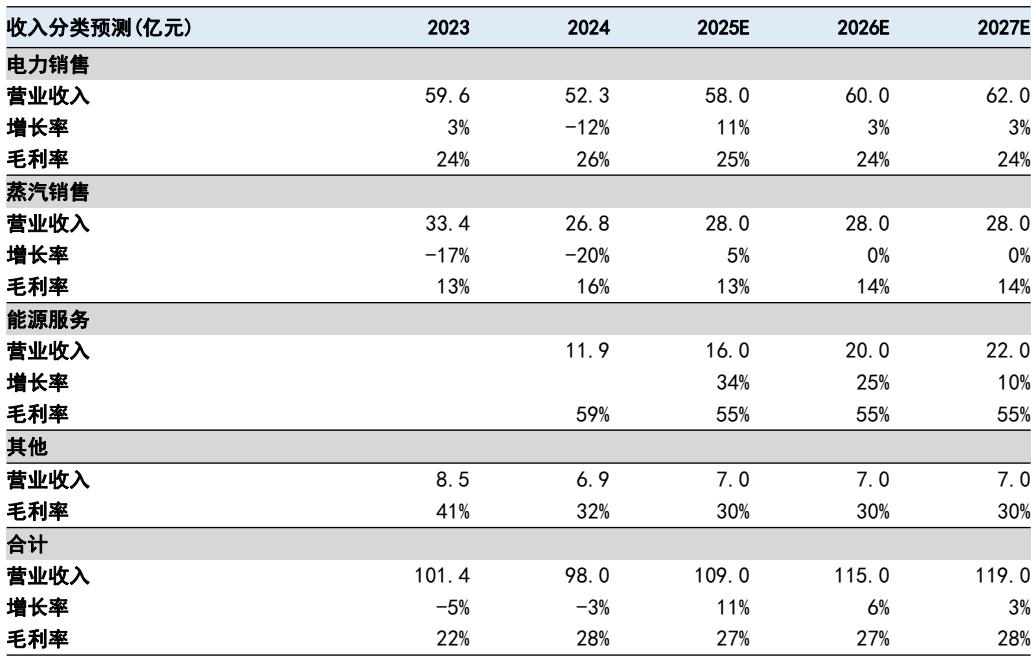 收入分类预测(亿元) 2023 2024 2025E 2026E 2027E
电力销售
营业收入 59.6 52.3 58.0 60.0 62.0
增长率 3% -12% 11% 3% 3%
毛利率 24% 26% 25% 24% 24%
蒸汽销售
营业收入 33.4 26.8 28.0 28.0 28.0
增长率 -17% -20% 5% 0% 0%
毛利率 13% 16% 13% 14% 14%
能源服务
营业收入 11.9 16.0 20.0 22.0
增长率 34% 25% 10%
毛利率 59% 55% 55% 55%
其他
营业收入 8.5 6.9 7.0 7.0 7.0
毛利率 41% 32% 30% 30% 30%
合计
营业收入 101.4 98.0 109.0 115.0 119.0
增长率 -5% -3% 11% 6% 3%
毛利率 22% 28% 27% 27% 28%